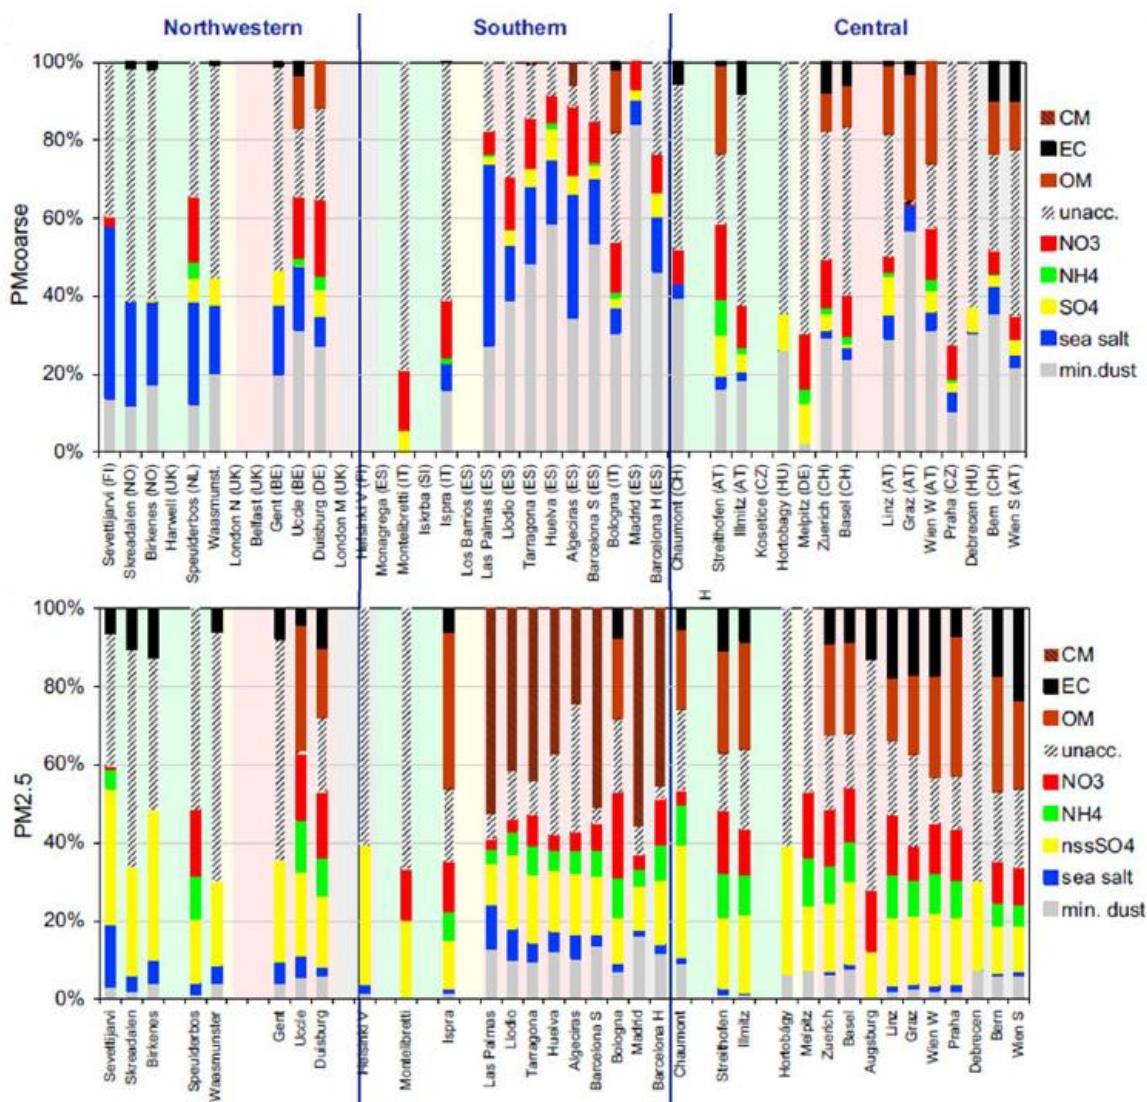 Northwestern Southern Central
100%
80%
60%
40%
20%
0%
PMcoarse
CM
EC
OM
unacc.
NO3
NH4
SO4
sea salt
min.dust
Sevettijarvi (FI)
Skreadalen (NO)
Birkenes (NO)
Harwell (UK)
Speulderbos (NL)
Waasmunst.
London N (UK)
Belfast (UK)
Gent (BE)
Uccle (BE)
Duisburg (DE)
London M (UK)
Helsinki V (FI)
Monagrega (ES)
Montelibretti (IT)
Iskrba (SI)
Ispra (IT)
Los Barrios (ES)
Las Palmas (ES)
Llodio (ES)
Tarragona (ES)
Huelva (ES)
Algeciras (ES)
Barcelona S (ES)
Bologna (IT)
Madrid (ES)
Barcelona H (ES)
Chaumont (CH)
Streithofen (AT)
Illmitz (AT)
Kosetice (CZ)
Hortobagy (HU)
Melpitz (DE)
Zuerich (CH)
Basel (CH)
Linz (AT)
Graz (AT)
Wien W (AT)
Praha (CZ)
Debrecen (HU)
Bern (CH)
Wien S (AT)
H
100%
80%
60%
40%
20%
0%
PM2.5
CM
EC
OM
unacc.
NO3
NH4
nssSO4
sea salt
min. dust
Sevettijarvi
Skreadalen
Birkenes
Speulderbos
Waasmunster
Gent
Uccle
Duisburg
Helsinki V
Montelibretti
Ispra
Las Palmas
Llodio
Tarragona
Huelva
Algeciras
Barcelona S
Bologna
Madrid
Barcelona H
Chaumont
Streithofen
Illmitz
Hortobágy
Melpitz
Zuerich
Basel
Augsburg
Linz
Graz
Wien W
Praha
Debrecen
Bern
Wien S